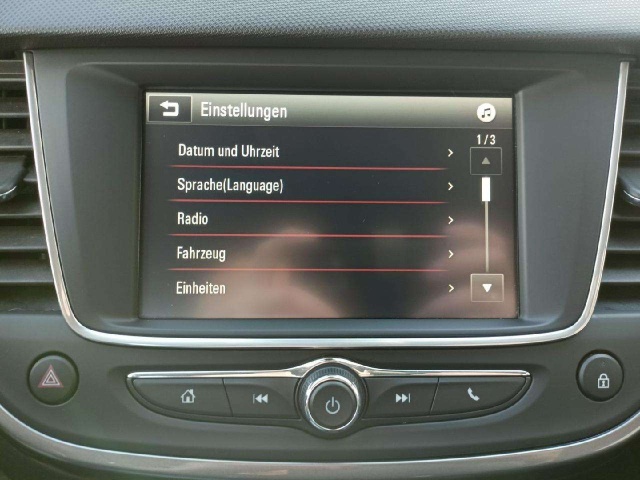 Einstellungen
1/3
Datum und Uhrzeit
Sprache(Language)
Radio
Fahrzeug
Einheiten